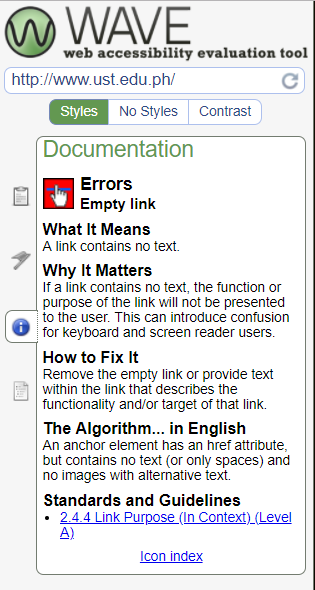 WAVE
web accessibility evaluation tool
http://www.ust.edu.ph/
Styles No Styles Contrast
Documentation
Errors
Empty link
What It Means
A link contains no text.
Why It Matters
If a link contains no text, the function or
purpose of the link will not be presented
to the user. This can introduce confusion
for keyboard and screen reader users.
How to Fix It
Remove the empty link or provide text
within the link that describes the
functionality and/or target of that link.
The Algorithm... in English
An anchor element has an href attribute,
but contains no text (or only spaces) and
no images with alternative text.
Standards and Guidelines
• 2.4.4 Link Purpose (In Context) (Level
A)
Icon index